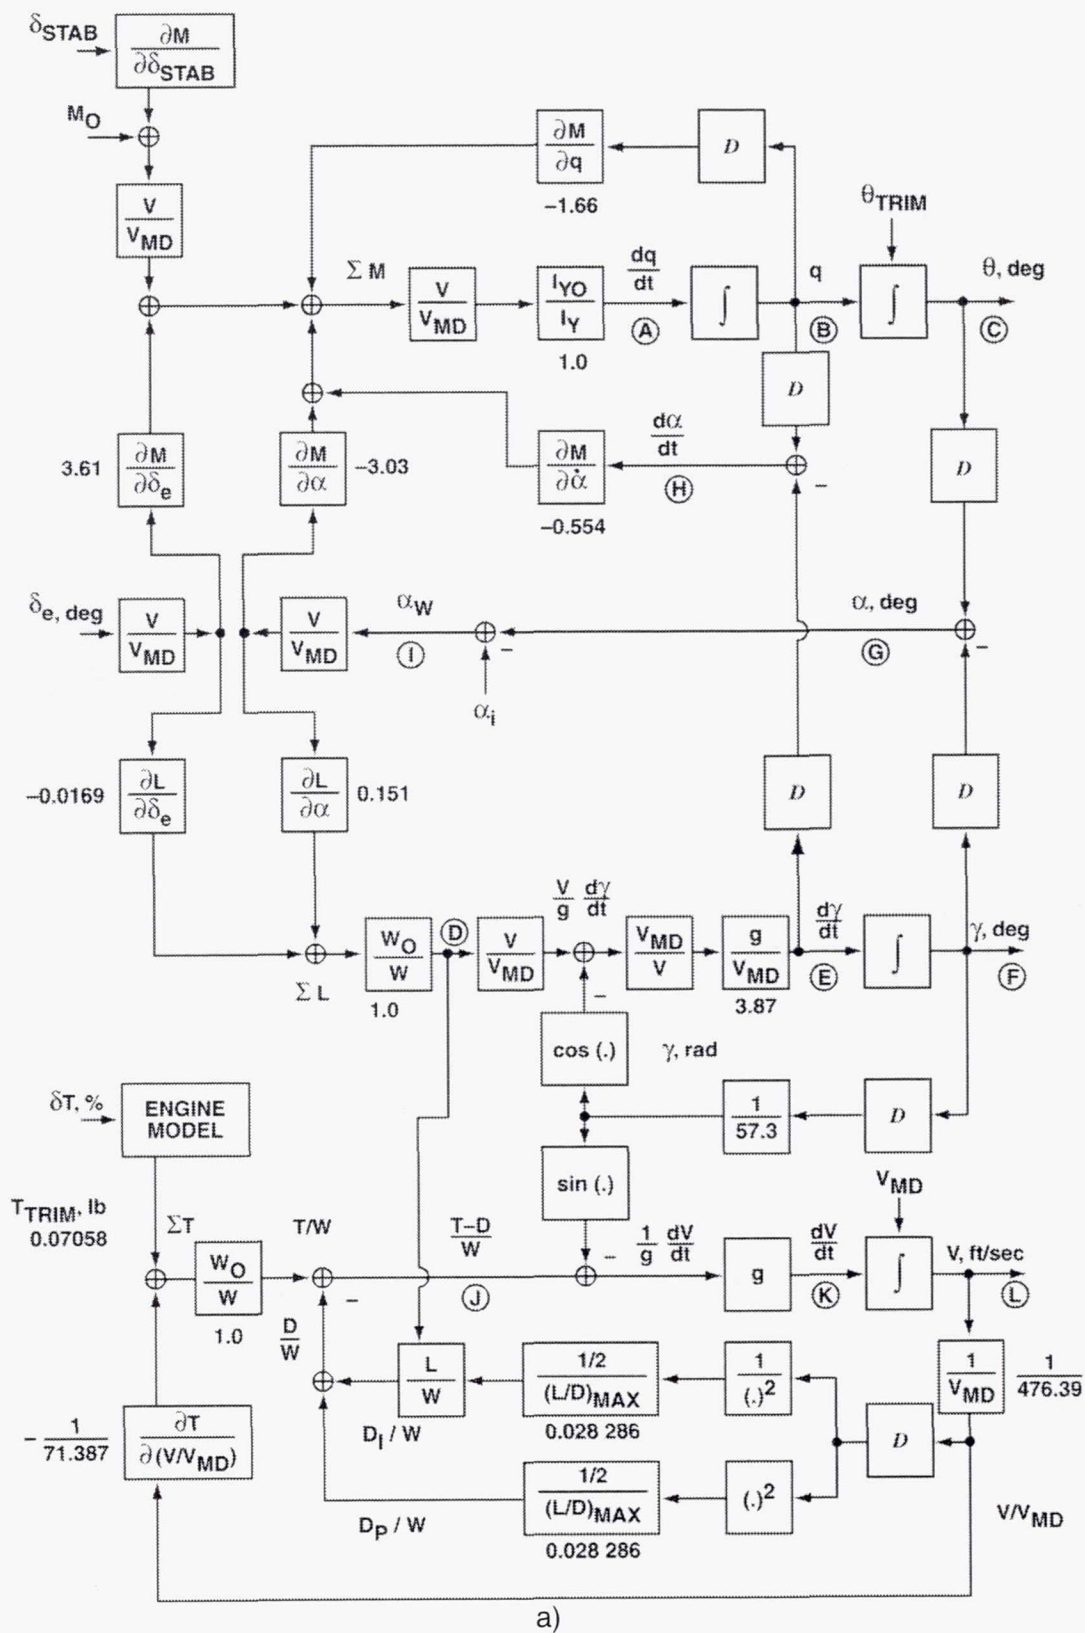 δSTAB
∂M
∂δSTAB
MO
V
VMD
∂M
∂q
−1.66
D
θTRIM
Σ M
V
VMD
IYO
IY
1.0
dq
dt
A
∫
q
B
∫
θ, deg
C
D
3.61
∂M
∂δe
∂M
∂α
−3.03
∂M
∂α̇
−0.554
dα
dt
H
−
D
δe, deg
V
VMD
V
VMD
αW
I
−
αi
α, deg
G
−
−0.0169
∂L
∂δe
∂L
∂α
0.151
D
D
Σ L
WO
W
1.0
D
V
VMD
V dγ
g dt
−
VMD
V
g
VMD
3.87
dγ
dt
E
∫
γ, deg
F
cos (.)
γ, rad
1
57.3
D
sin (.)
δT, %
ENGINE
MODEL
TTRIM, lb
0.07058
ΣT
WO
W
1.0
T/W
−
D
W
T−D
W
J
−
1 dV
g dt
g
dV
dt
K
VMD
∫
V, ft/sec
L
1
VMD
1
476.39
L
W
DI / W
1/2
(L/D)MAX
0.028 286
1
(.)2
D
− 1
71.387
∂T
∂(V/VMD)
DP / W
1/2
(L/D)MAX
0.028 286
(.)2
V/VMD
a)